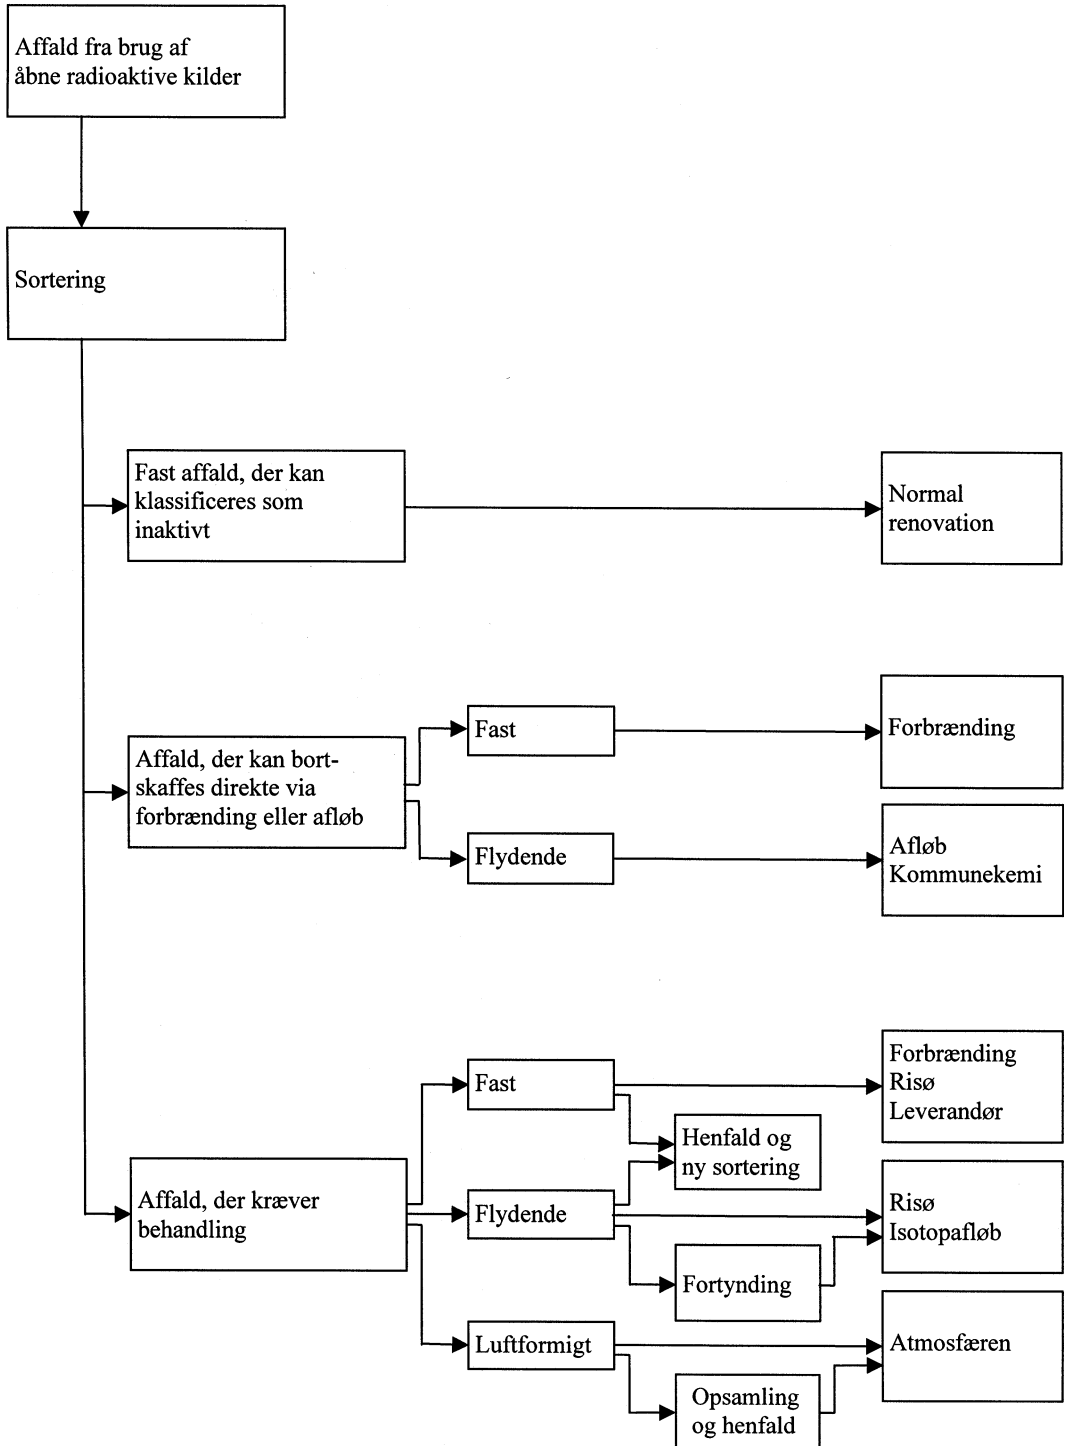 Affald fra brug af
åbne radioaktive kilder
Sortering
Fast affald, der kan
klassificeres som
inaktivt
Normal
renovation
Affald, der kan bort-
skaffes direkte via
forbrænding eller afløb
Fast
Forbrænding
Flydende
Afløb
Kommunekemi
Affald, der kræver
behandling
Fast
Forbrænding
Risø
Leverandør
Henfald og
ny sortering
Flydende
Risø
Isotopafløb
Fortynding
Luftformigt
Atmosfæren
Opsamling
og henfald